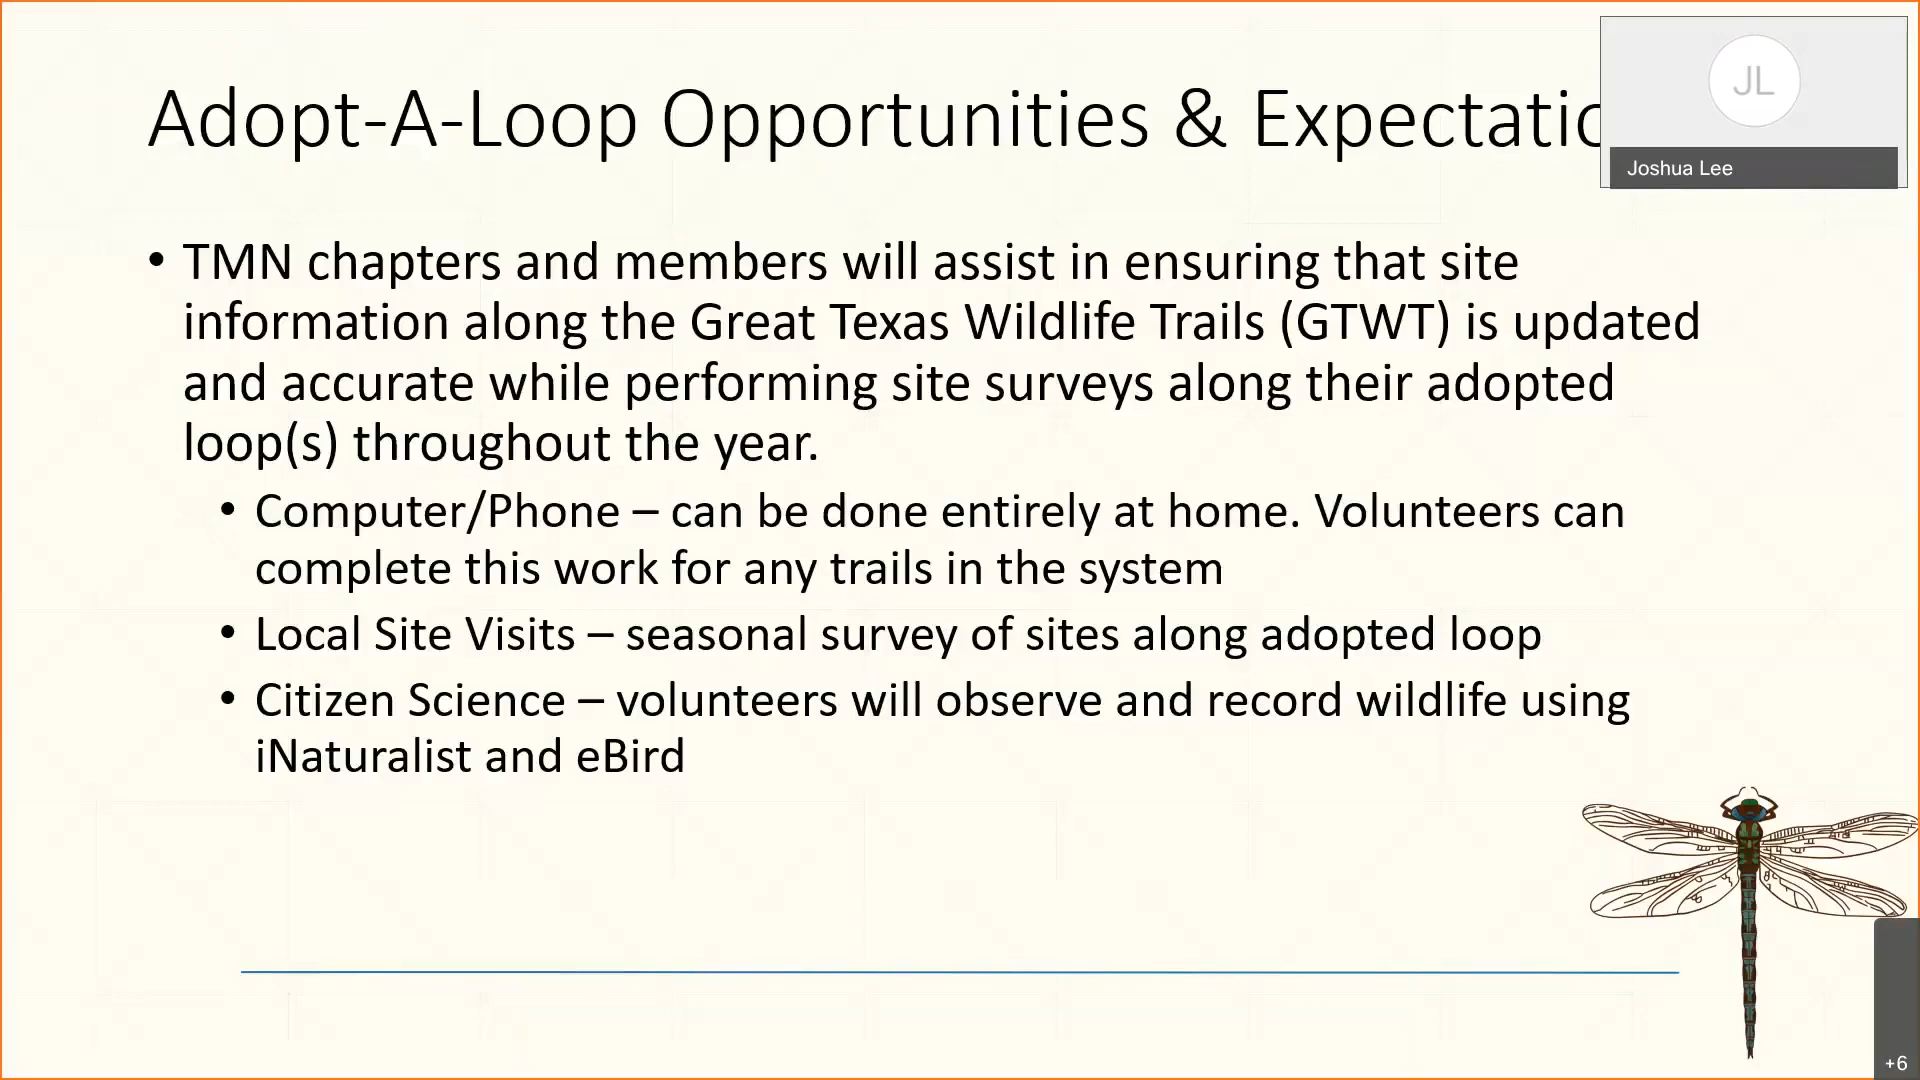 Adopt-A-Loop Opportunities & Expectatio
JL
Joshua Lee
• TMN chapters and members will assist in ensuring that site
information along the Great Texas Wildlife Trails (GTWT) is updated
and accurate while performing site surveys along their adopted
loop(s) throughout the year.
• Computer/Phone – can be done entirely at home. Volunteers can
complete this work for any trails in the system
• Local Site Visits – seasonal survey of sites along adopted loop
• Citizen Science – volunteers will observe and record wildlife using
iNaturalist and eBird
+6